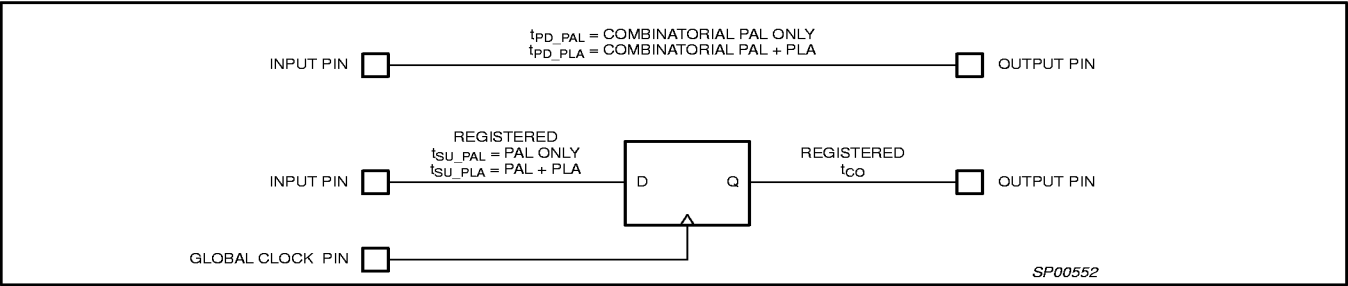 tPD_PAL = COMBINATORIAL PAL ONLY
tPD_PLA = COMBINATORIAL PAL + PLA
INPUT PIN
OUTPUT PIN
REGISTERED
tSU_PAL = PAL ONLY
tSU_PLA = PAL + PLA
REGISTERED
tCO
INPUT PIN
D
Q
OUTPUT PIN
GLOBAL CLOCK PIN
SP00552